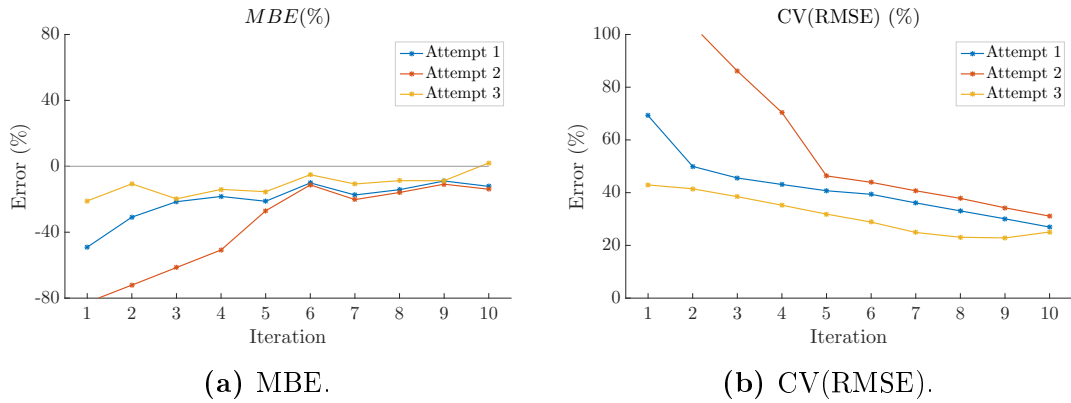 MBE(%)
80
40
0
-40
-80
Error (%)
1 2 3 4 5 6 7 8 9 10
Iteration
Attempt 1
Attempt 2
Attempt 3
(a) MBE.
CV(RMSE) (%)
100
80
60
40
20
0
Error (%)
1 2 3 4 5 6 7 8 9 10
Iteration
Attempt 1
Attempt 2
Attempt 3
(b) CV(RMSE).